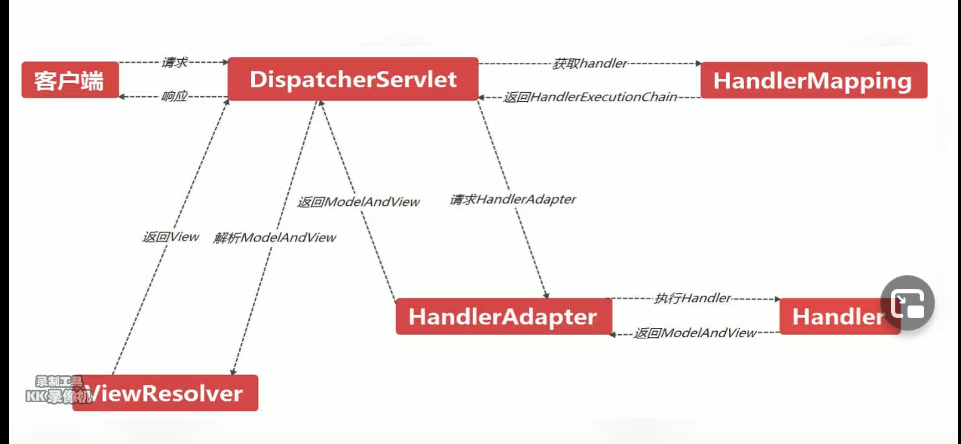 请求
获取handler
客户端
DispatcherServlet
HandlerMapping
响应
返回HandlerExecutionChain
返回ModelAndView
请求HandlerAdapter
返回View
解析ModelAndView
执行Handler
HandlerAdapter
Handler
返回ModelAndView
录制工具
KK录像机
ViewResolver